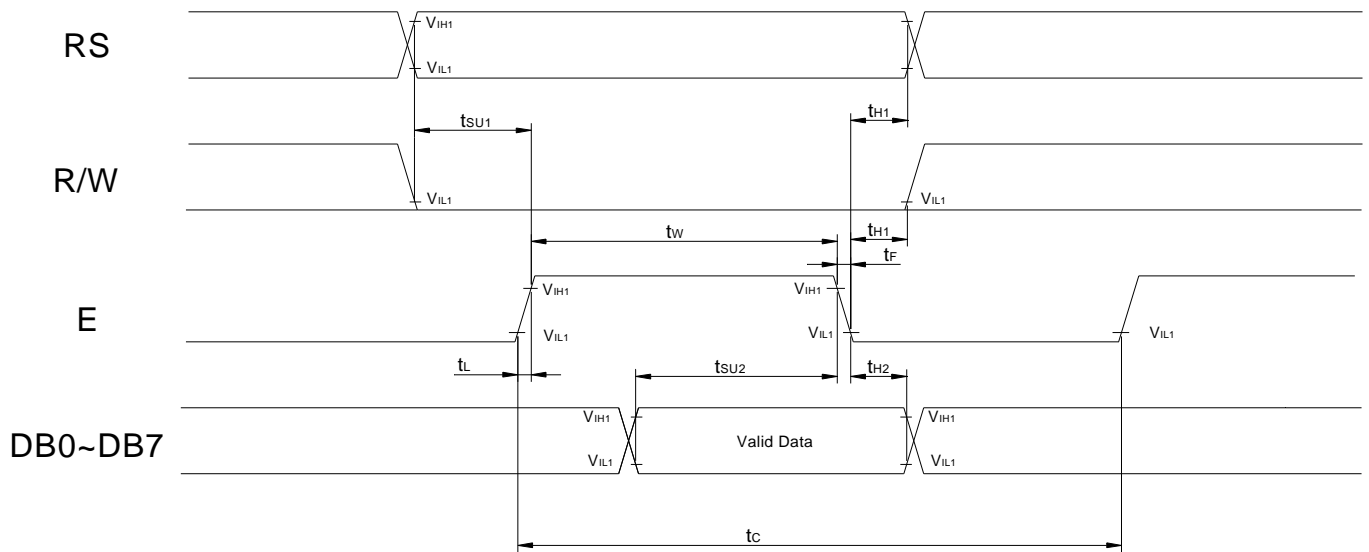 RS
VIH1
VIL1
tSU1
tH1
R/W
VIL1
VIL1
tW
tH1
tF
E
VIH1
VIH1
VIL1
VIL1
VIL1
tL
tSU2
tH2
DB0~DB7
VIH1
VIH1
Valid Data
VIL1
VIL1
tC